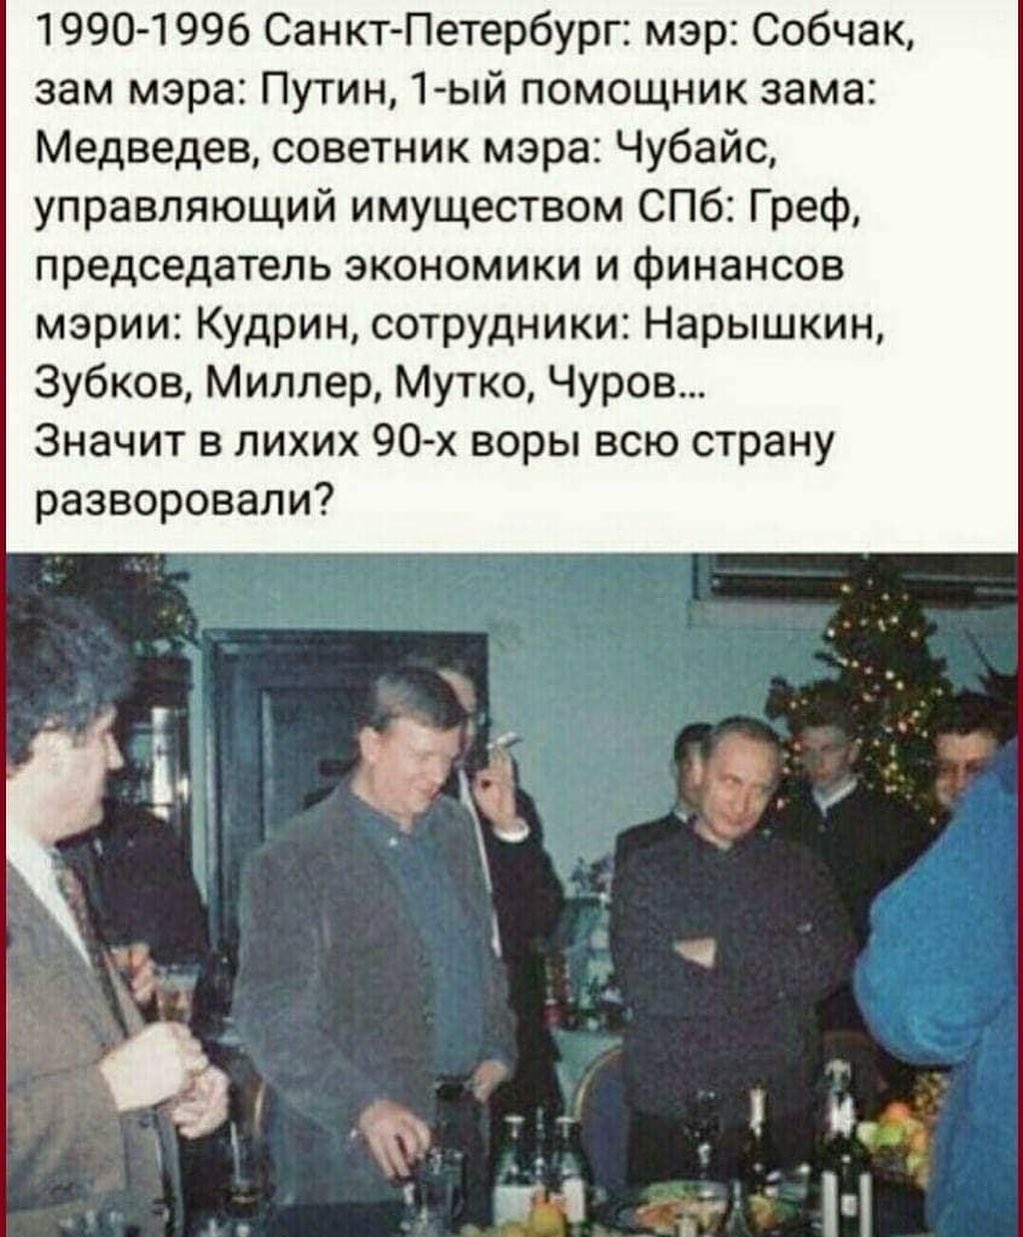 1990-1996 Санкт-Петербург: мэр: Собчак,
зам мэра: Путин, 1-ый помощник зама:
Медведев, советник мэра: Чубайс,
управляющий имуществом СПб: Греф,
председатель экономики и финансов
мэрии: Кудрин, сотрудники: Нарышкин,
Зубков, Миллер, Мутко, Чуров...
Значит в лихих 90-х воры всю страну
разворовали?